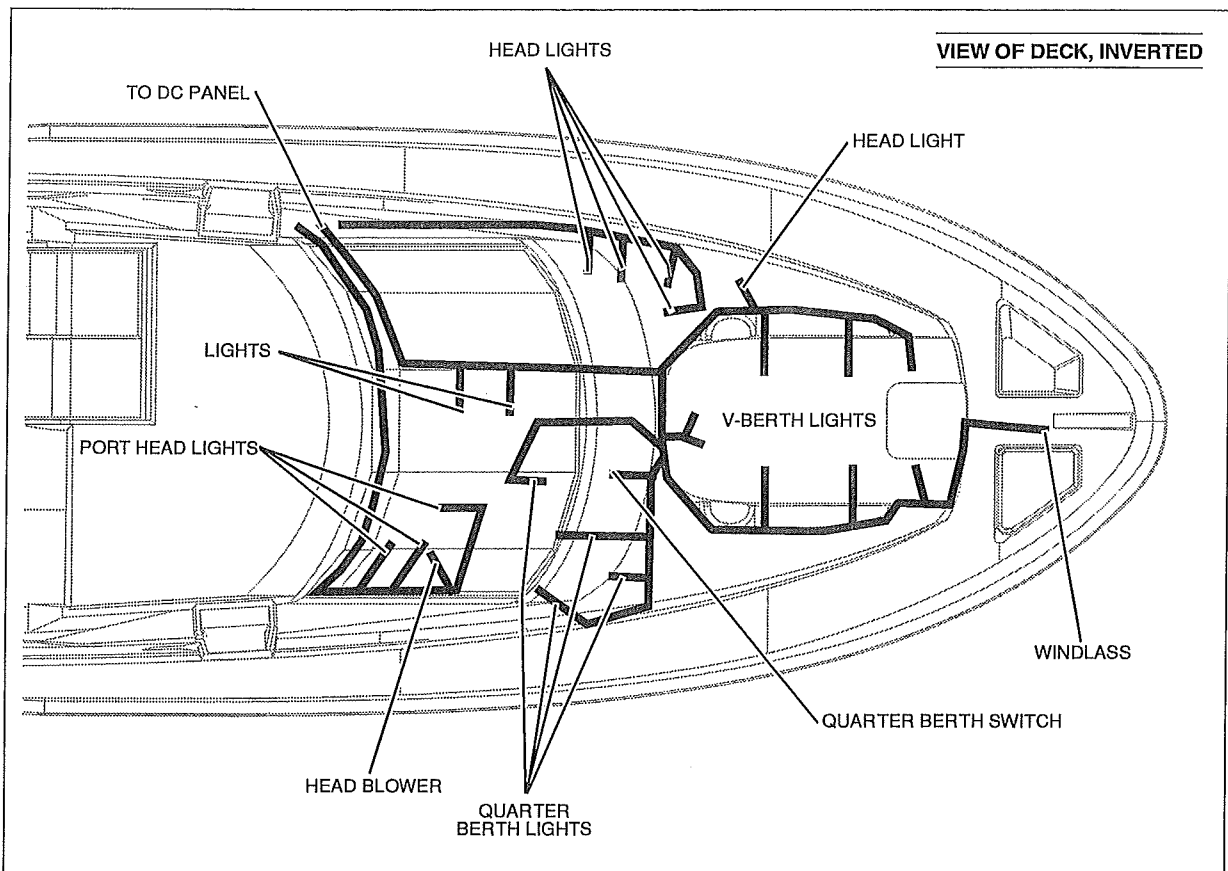 VIEW OF DECK, INVERTED
HEAD LIGHTS
TO DC PANEL
HEAD LIGHT
LIGHTS
V-BERTH LIGHTS
PORT HEAD LIGHTS
WINDLASS
QUARTER BERTH SWITCH
HEAD BLOWER
QUARTER
BERTH LIGHTS